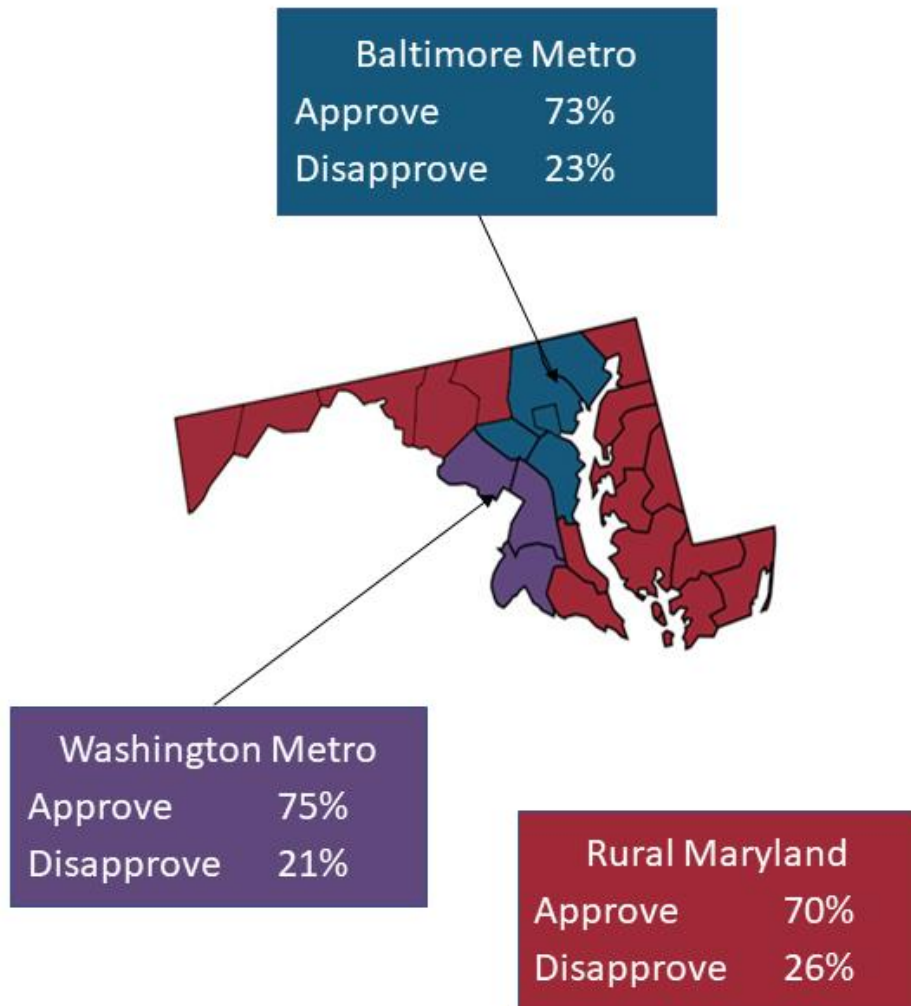 Baltimore Metro
Approve 73%
Disapprove 23%
Washington Metro
Approve 75%
Disapprove 21%
Rural Maryland
Approve 70%
Disapprove 26%